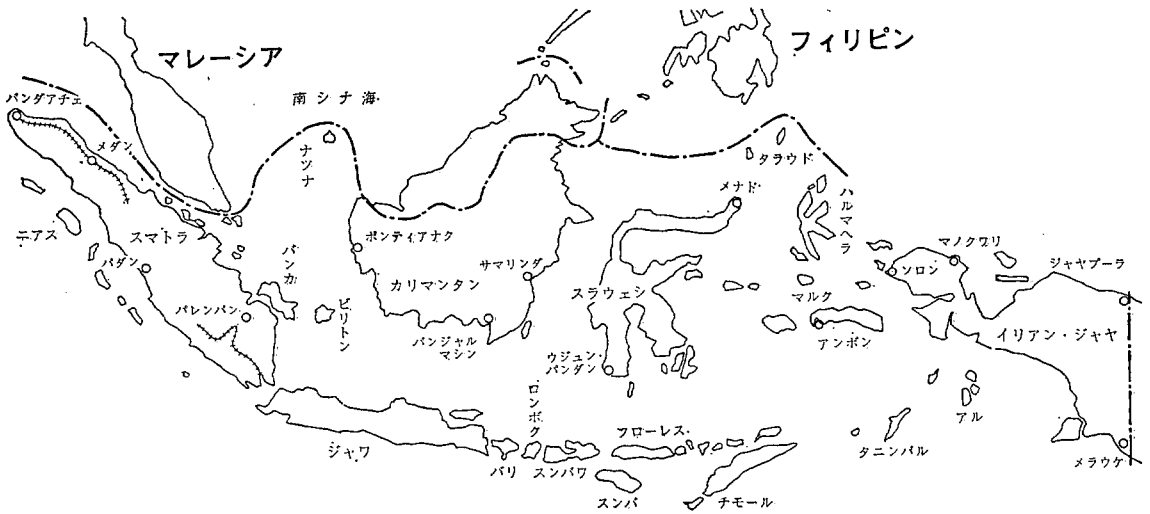 マレーシア
フィリピン
南シナ海
バンダアチェ
メダン
ナツナ
タラウド
メナド
ハルマヘラ
ニアス
スマトラ
パダン
バンカ
ポンティアナク
サマリンダ
カリマンタン
スラウェシ
マノクワリ
ソロン
ジャヤプーラ
マルク
パレンバン
ビリトン
バンジャル
マシン
アンボン
イリアン・ジャヤ
ウジュン・
パンダン
ロンボク
アル
フローレス
ジャワ
バリ
スンバワ
タニンバル
メラウケ
スンバ
チモール